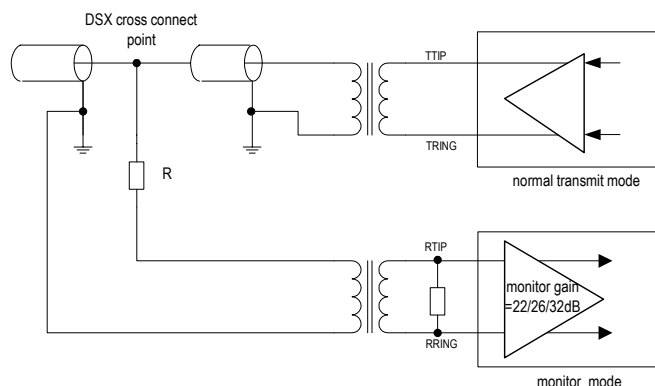 DSX cross connect
point
TTIP
R
TRING
normal transmit mode
RTIP
monitor gain
=22/26/32dB
RRING
monitor mode